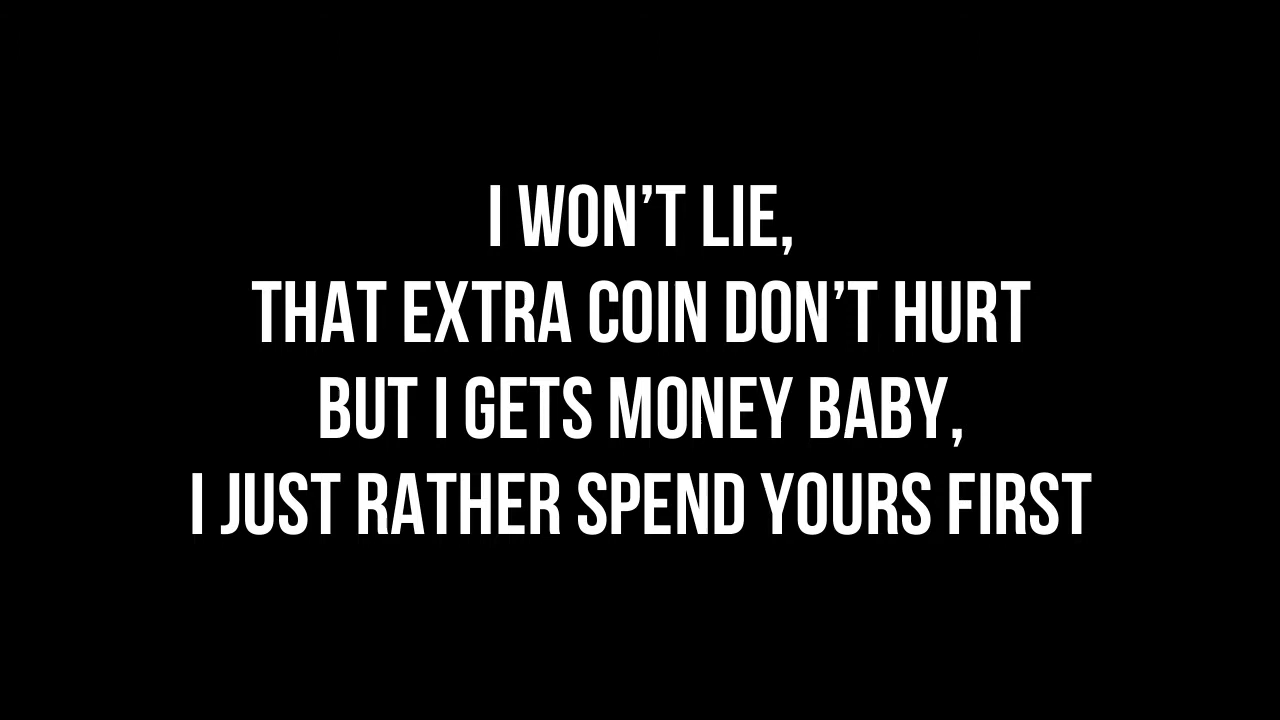 I WON’T LIE,
THAT EXTRA COIN DON’T HURT
BUT I GETS MONEY BABY,
I JUST RATHER SPEND YOURS FIRST